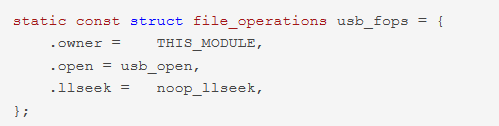 static const struct file_operations usb_fops = {
    .owner =    THIS_MODULE,
    .open = usb_open,
    .llseek =   noop_llseek,
};